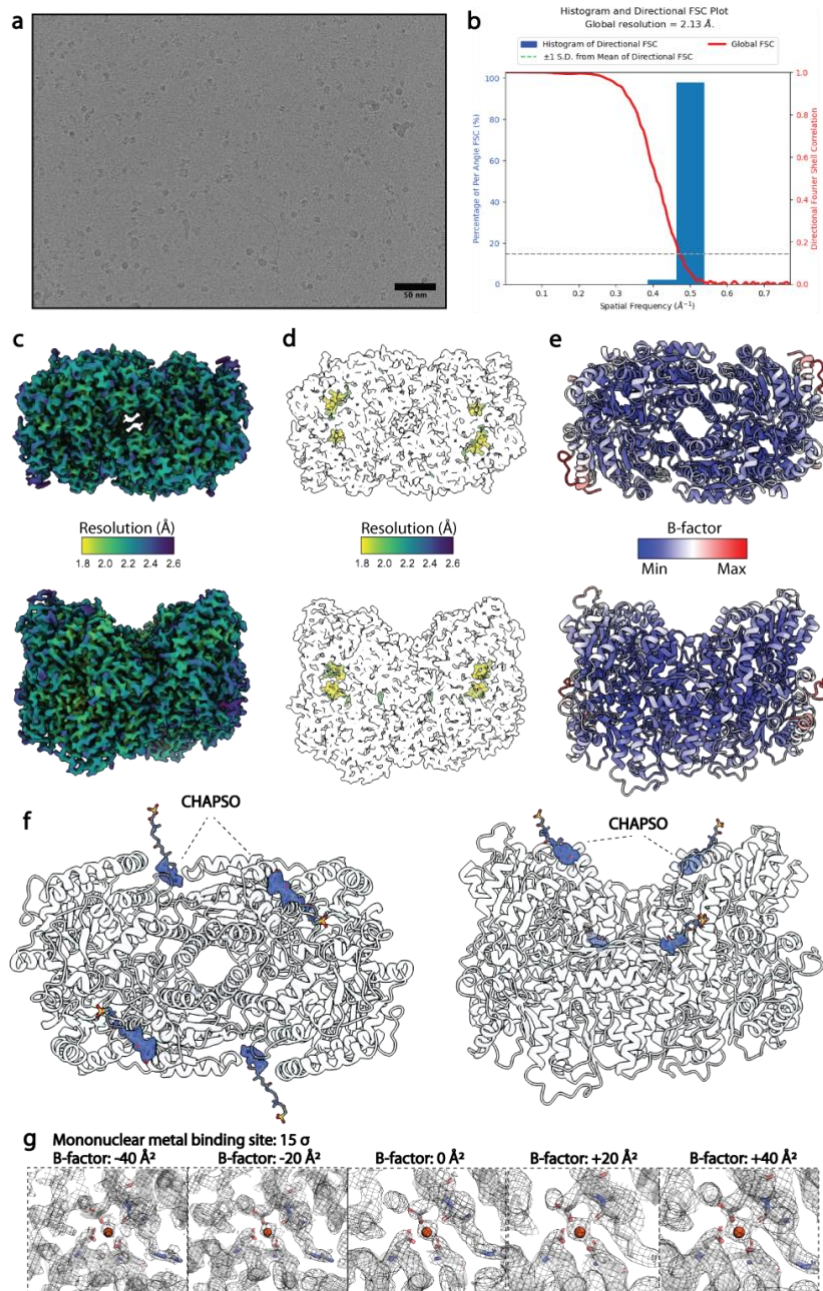 a
50 nm
b
Histogram and Directional FSC Plot
Global resolution = 2.13 Å.
Histogram of Directional FSC
Global FSC
±1 S.D. from Mean of Directional FSC
Percentage of Per Angle FSC (%)
100
80
60
40
20
0
0.1 0.2 0.3 0.4 0.5 0.6 0.7
Spatial Frequency (Å⁻¹)
1.0
0.8
0.6
0.4
0.2
0.0
Directional Fourier Shell Correlation
c
Resolution (Å)
1.8 2.0 2.2 2.4 2.6
d
Resolution (Å)
1.8 2.0 2.2 2.4 2.6
e
B-factor
Min Max
f
CHAPSO
CHAPSO
g Mononuclear metal binding site: 15 σ
B-factor: -40 Å² B-factor: -20 Å² B-factor: 0 Å² B-factor: +20 Å² B-factor: +40 Å²